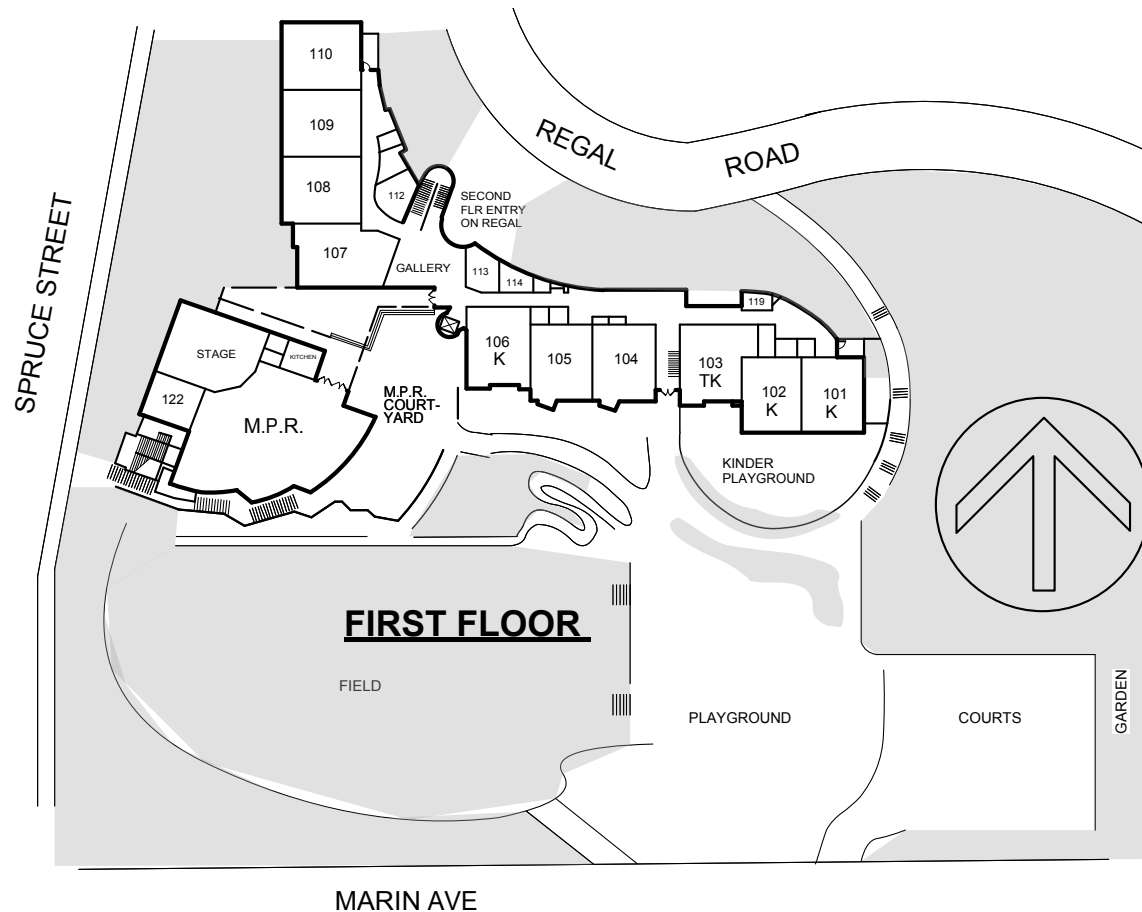 110
109
108
107
112
REGAL
ROAD
SECOND
FLR ENTRY
ON REGAL
SPRUCE STREET
GALLERY
113
114
119
106
K
105
104
103
TK
102
K
101
K
STAGE
KITCHEN
122
M.P.R.
M.P.R.
COURT-
YARD
KINDER
PLAYGROUND
FIRST FLOOR
FIELD
PLAYGROUND
COURTS
GARDEN
MARIN AVE